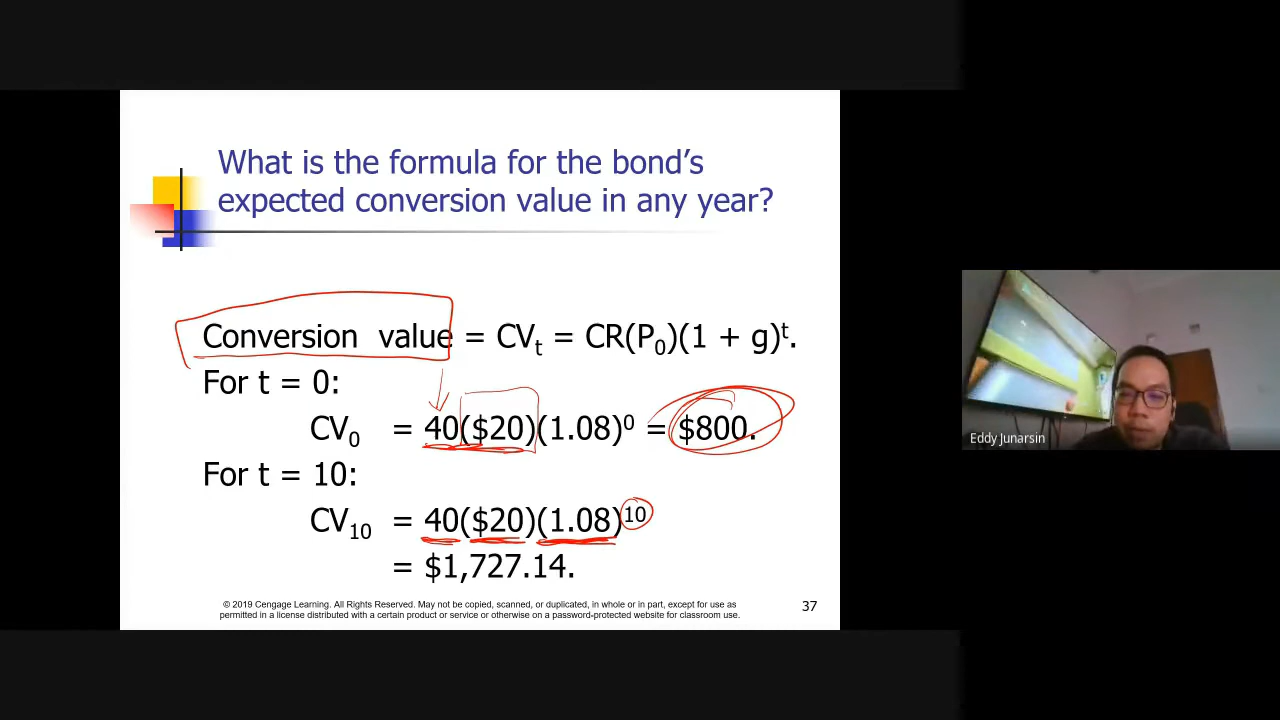 What is the formula for the bond’s
expected conversion value in any year?
Conversion value = CVt = CR(P0)(1 + g)^t.
For t = 0:
CV0 = 40($20)(1.08)^0 = $800.
For t = 10:
CV10 = 40($20)(1.08)^10
= $1,727.14.
© 2019 Cengage Learning. All Rights Reserved. May not be copied, scanned, or duplicated, in whole or in part, except for use as
permitted in a license distributed with a certain product or service or otherwise on a password-protected website for classroom use.
37
Eddy Junarsin